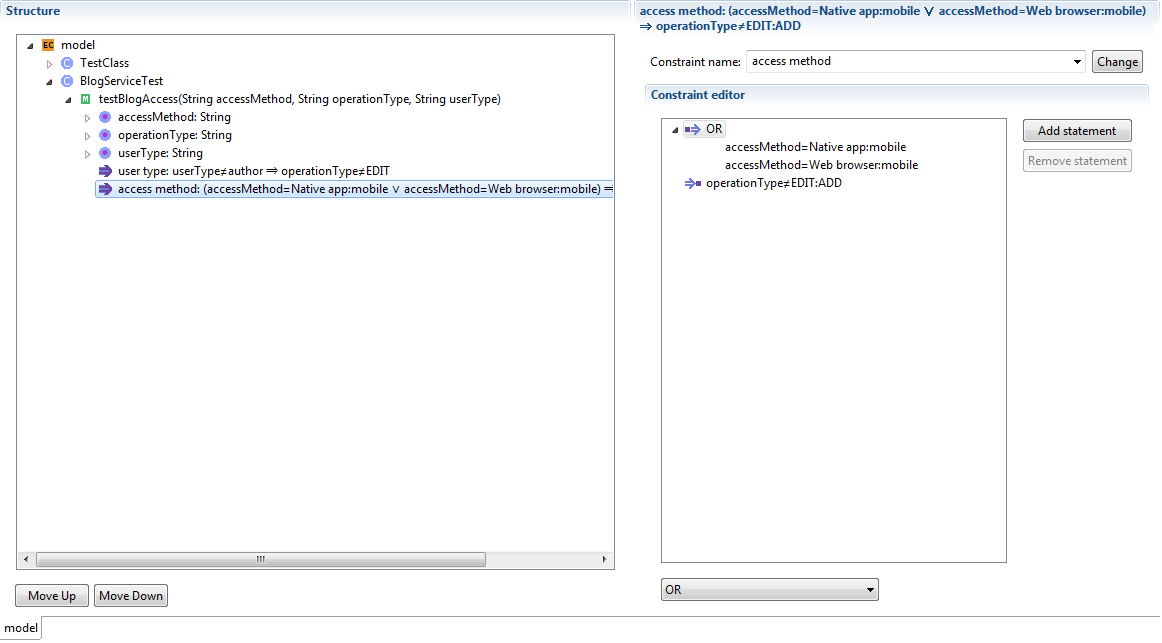 Structure
model
TestClass
BlogServiceTest
testBlogAccess(String accessMethod, String operationType, String userType)
accessMethod: String
operationType: String
userType: String
user type: userType≠author ⇒ operationType≠EDIT
access method: (accessMethod=Native app:mobile ∨ accessMethod=Web browser:mobile) ⇒
Move Up
Move Down
model
access method: (accessMethod=Native app:mobile ∨ accessMethod=Web browser:mobile)
⇒ operationType≠EDIT:ADD
Constraint name:
access method
Change
Constraint editor
OR
accessMethod=Native app:mobile
accessMethod=Web browser:mobile
operationType≠EDIT:ADD
Add statement
Remove statement
OR